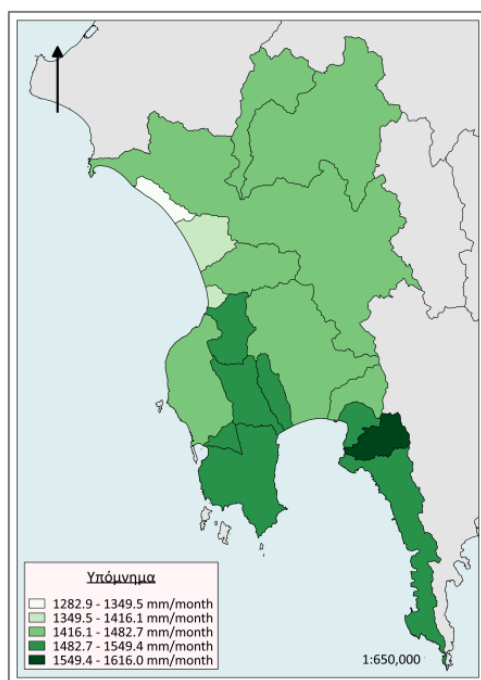 Υπόμνημα
1282.9 - 1349.5 mm/month
1349.5 - 1416.1 mm/month
1416.1 - 1482.7 mm/month
1482.7 - 1549.4 mm/month
1549.4 - 1616.0 mm/month
1:650,000